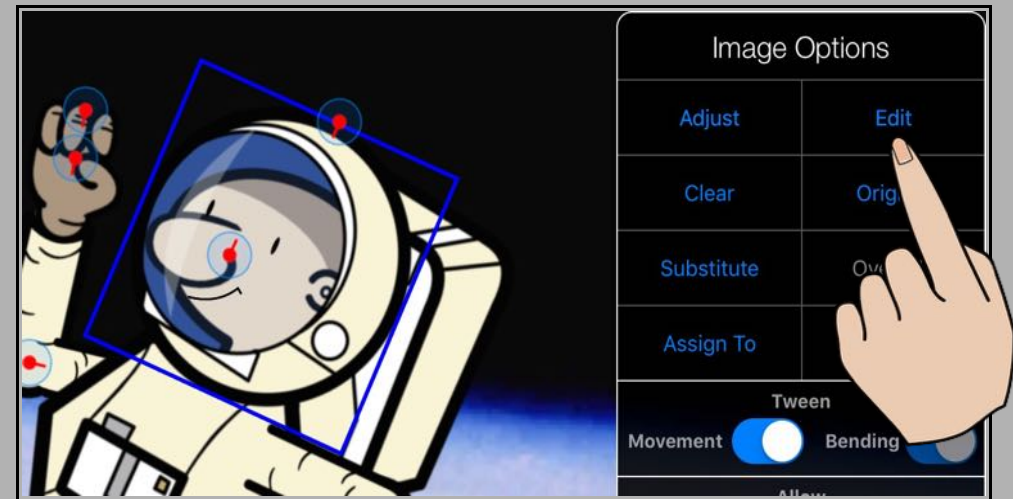 Image Options
Adjust Edit
Clear
Substitute
Assign To
Tween
Movement Bending